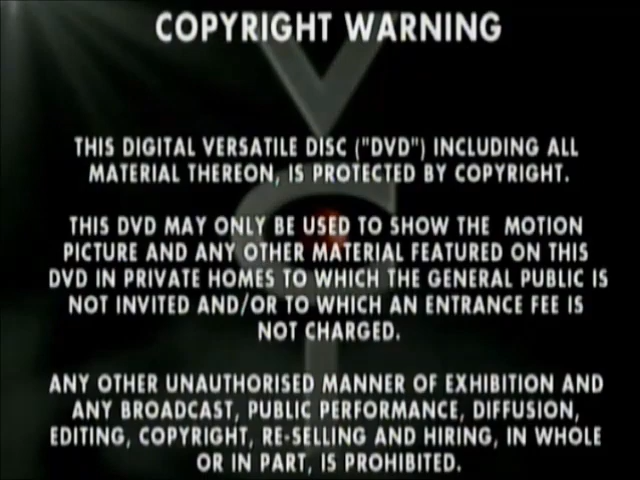 COPYRIGHT WARNING
THIS DIGITAL VERSATILE DISC ("DVD") INCLUDING ALL
MATERIAL THEREON, IS PROTECTED BY COPYRIGHT.
THIS DVD MAY ONLY BE USED TO SHOW THE MOTION
PICTURE AND ANY OTHER MATERIAL FEATURED ON THIS
DVD IN PRIVATE HOMES TO WHICH THE GENERAL PUBLIC IS
NOT INVITED AND/OR TO WHICH AN ENTRANCE FEE IS
NOT CHARGED.
ANY OTHER UNAUTHORISED MANNER OF EXHIBITION AND
ANY BROADCAST, PUBLIC PERFORMANCE, DIFFUSION,
EDITING, COPYRIGHT, RE-SELLING AND HIRING, IN WHOLE
OR IN PART, IS PROHIBITED.